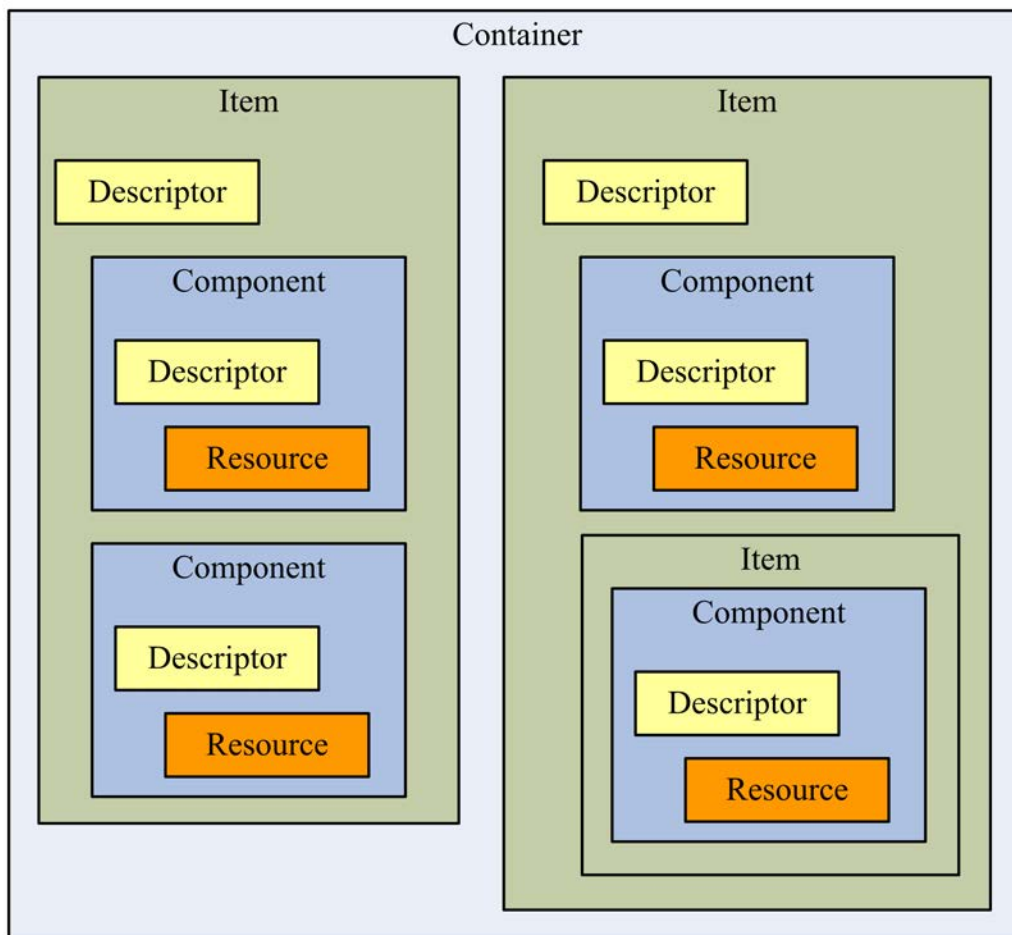 Container
Item
Descriptor
Component
Descriptor
Resource
Component
Descriptor
Resource
Item
Descriptor
Component
Descriptor
Resource
Item
Component
Descriptor
Resource